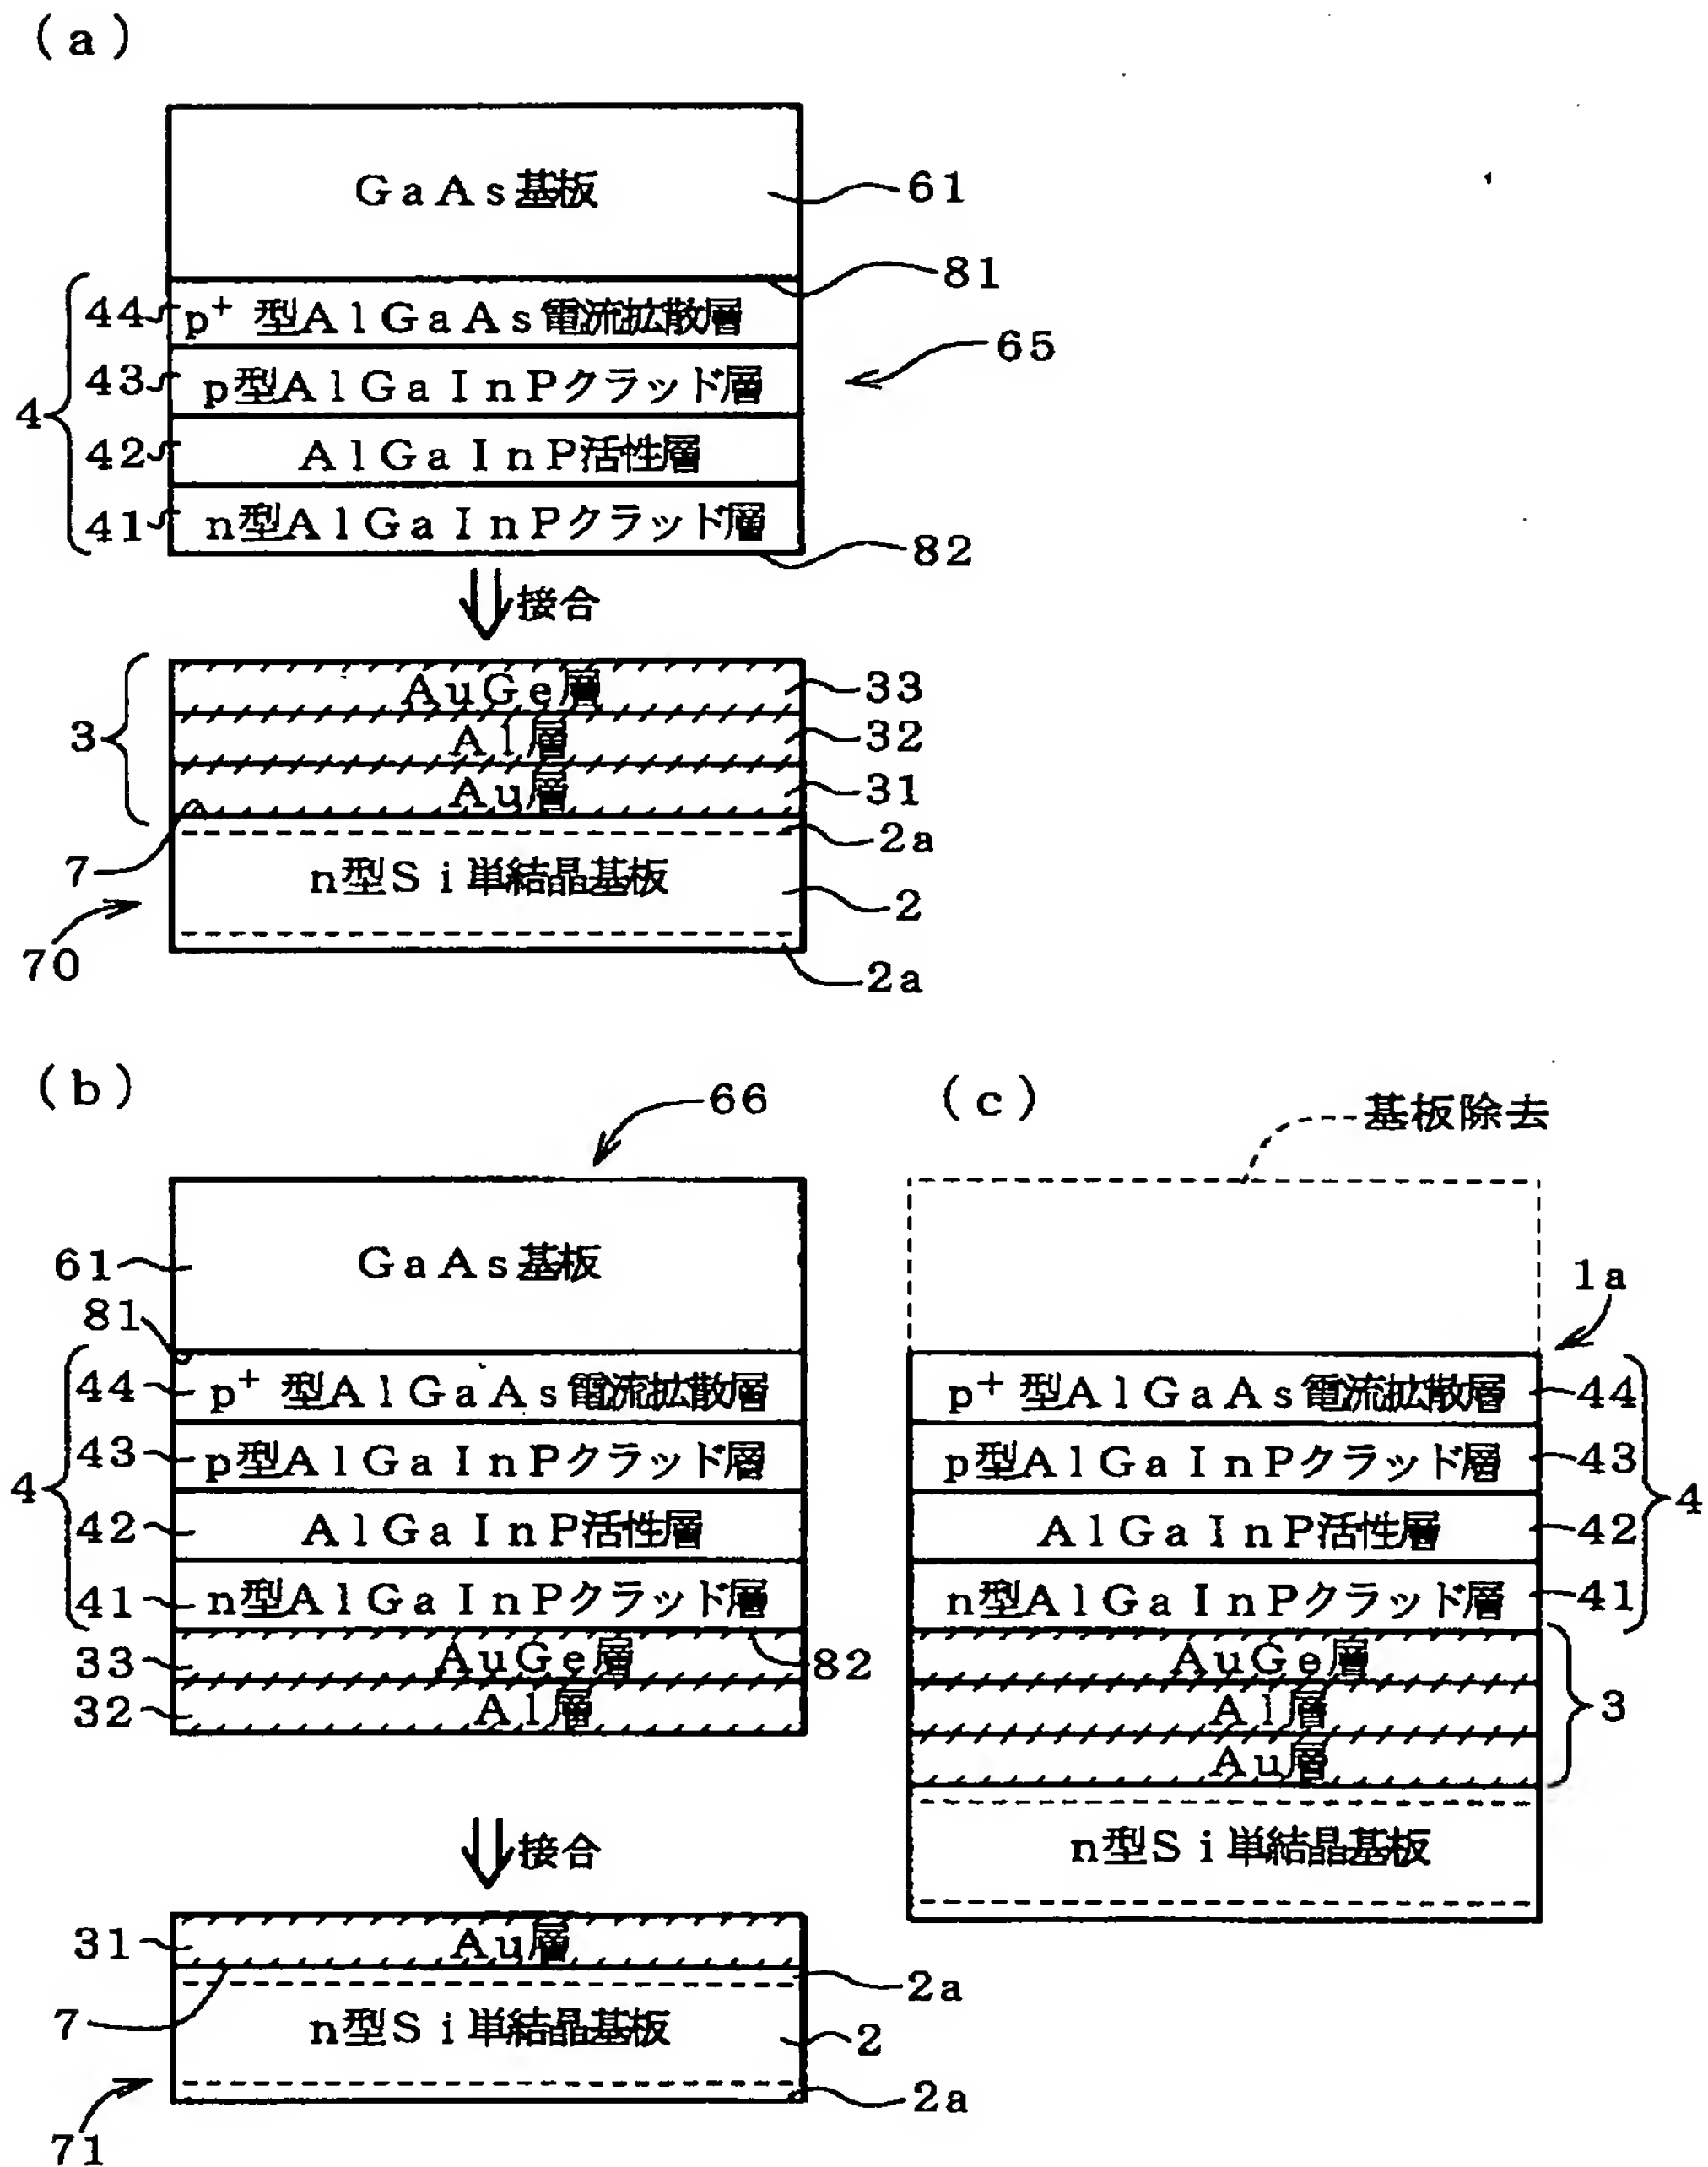 (a)
GaAs基板
61
81
44
p⁺型AlGaAs電流拡散層
65
43
p型AlGaInPクラッド層
4
42
AlGaInP活性層
41
n型AlGaInPクラッド層
82
接合
AuGe層
33
3
Al層
32
Au層
31
2a
7
n型Si単結晶基板
2
70
2a
(b)
66
61
GaAs基板
81
44
p⁺型AlGaAs電流拡散層
43
p型AlGaInPクラッド層
4
42
AlGaInP活性層
41
n型AlGaInPクラッド層
33
AuGe層
82
32
Al層
接合
31
Au層
2a
7
n型Si単結晶基板
2
71
2a
(c)
基板除去
1a
p⁺型AlGaAs電流拡散層
44
p型AlGaInPクラッド層
43
4
AlGaInP活性層
42
n型AlGaInPクラッド層
41
AuGe層
Al層
3
Au層
n型Si単結晶基板